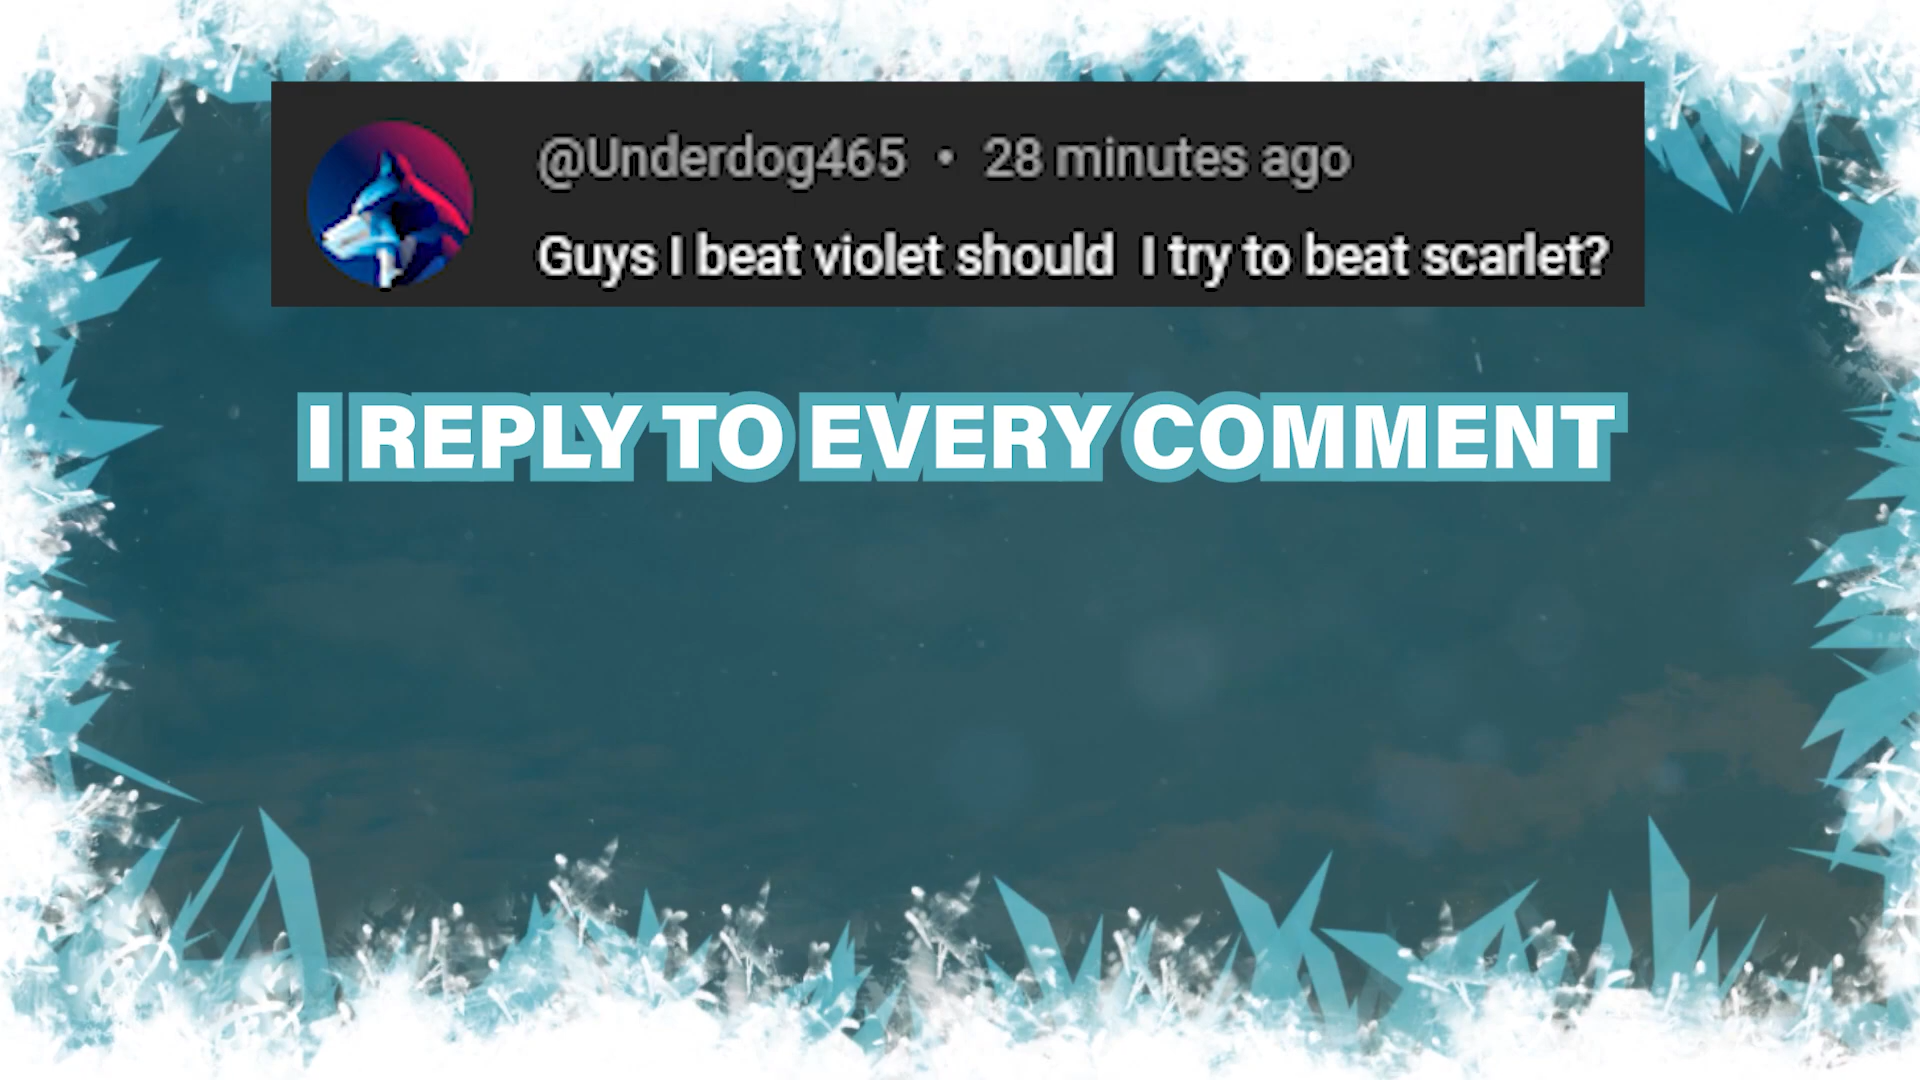 @Underdog465 • 28 minutes ago
Guys I beat violet should  I try to beat scarlet?
I REPLY TO EVERY COMMENT